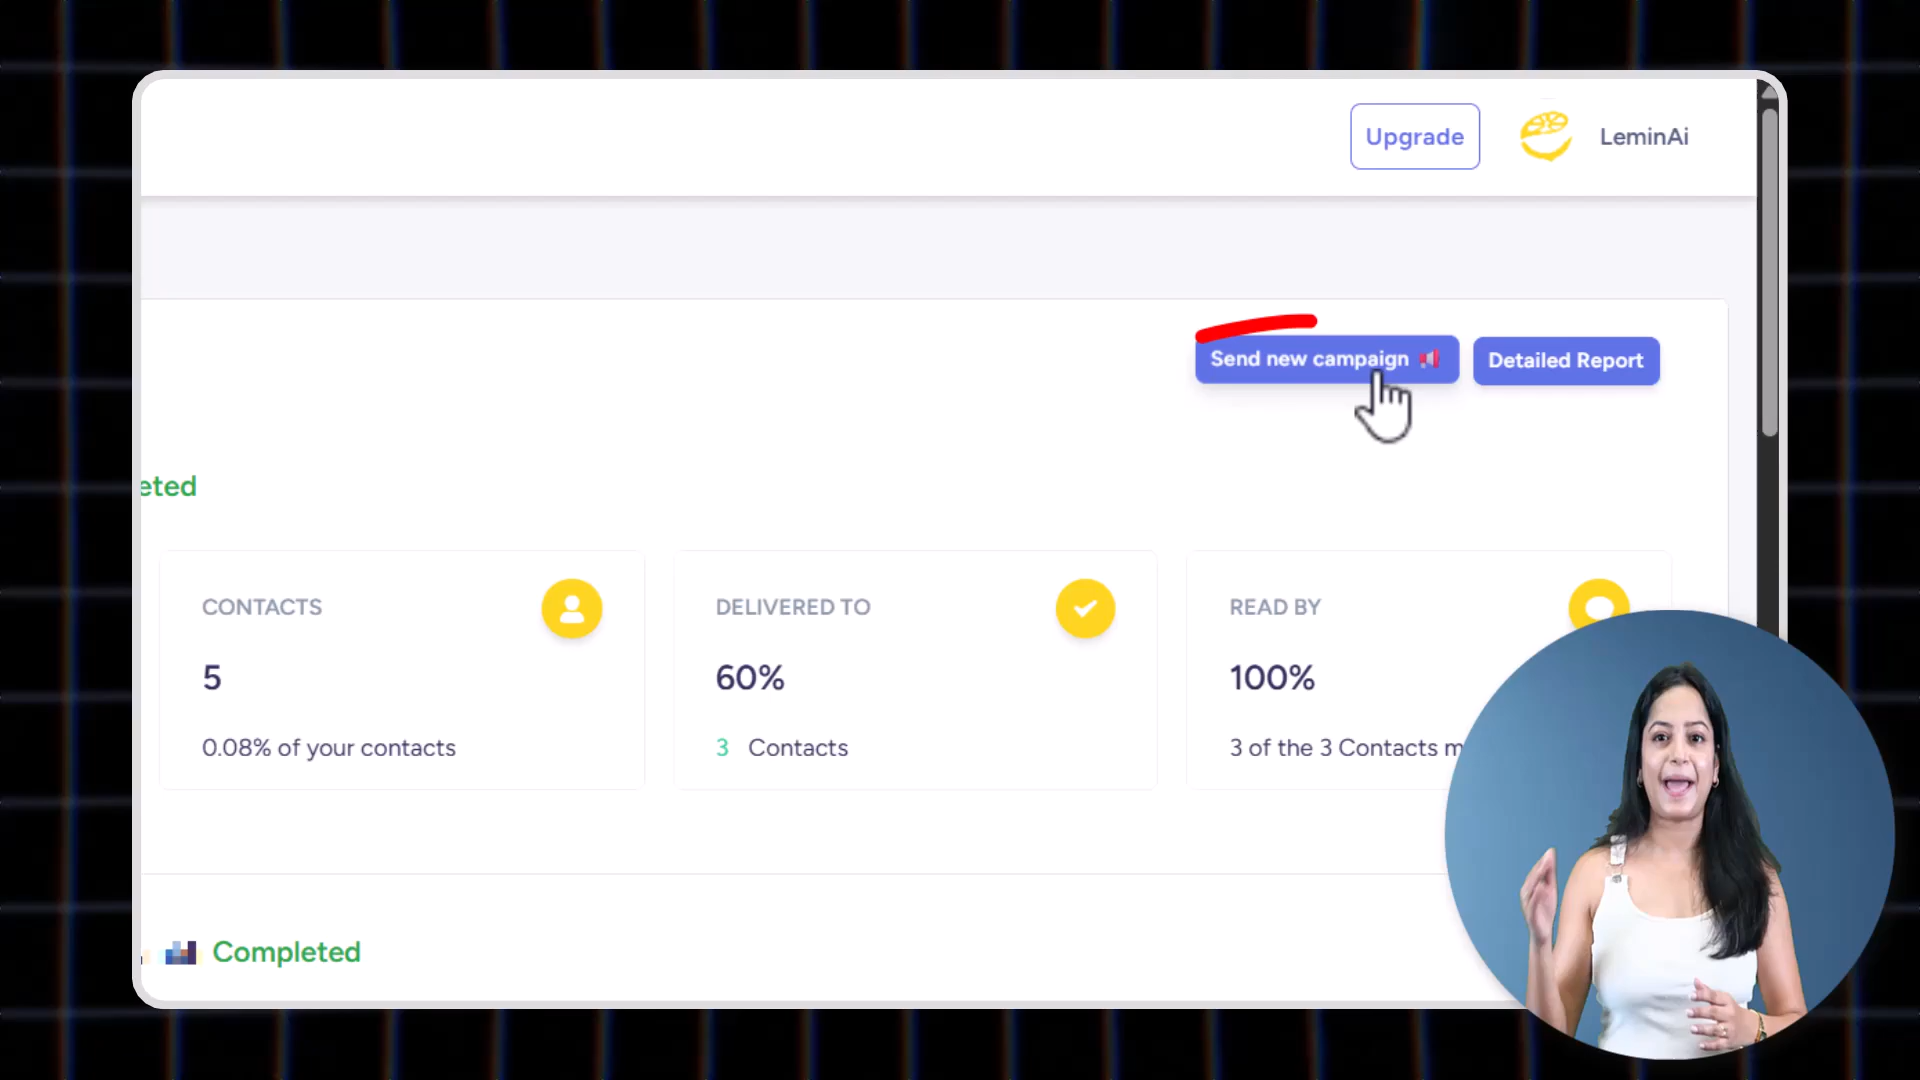 Upgrade
LeminAi
Send new campaign
Detailed Report
eted
CONTACTS
DELIVERED TO
READ BY
5
60%
100%
0.08% of your contacts
3 Contacts
3 of the 3 Contacts m
Completed